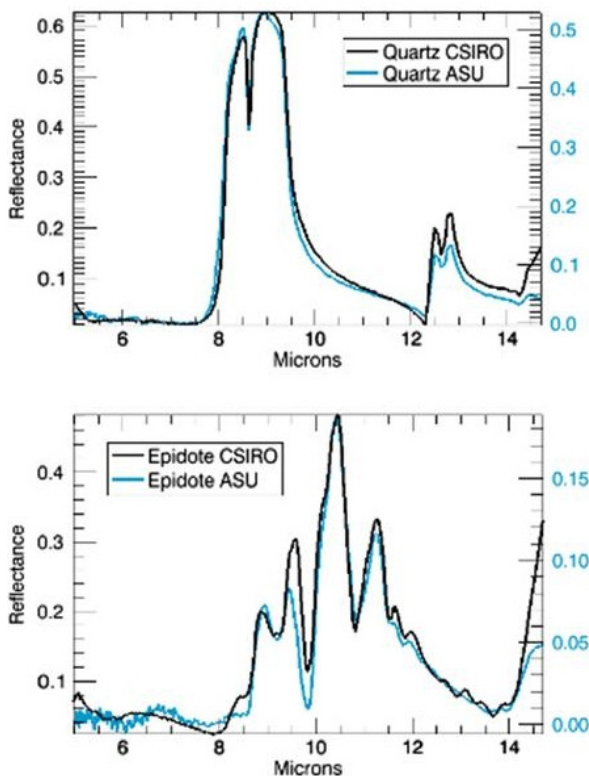 0.6
0.5
0.4
0.3
0.2
0.1
Reflectance
Quartz CSIRO
Quartz ASU
0.5
0.4
0.3
0.2
0.1
0.0
6 8 10 12 14
Microns
0.4
0.3
0.2
0.1
Reflectance
Epidote CSIRO
Epidote ASU
0.15
0.10
0.05
0.00
6 8 10 12 14
Microns